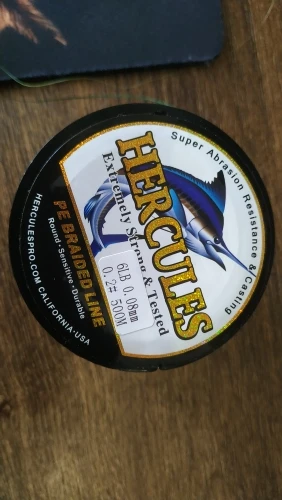 Super Abrasion Resistance & Casting
HERCULES
Extremely Strong & Tested
6LB 0.08mm
0.2# 500M
PE BRAIDED LINE
Round-Sensitive-Durable
HERCULESPRO.COM CALIFORNIA·USA